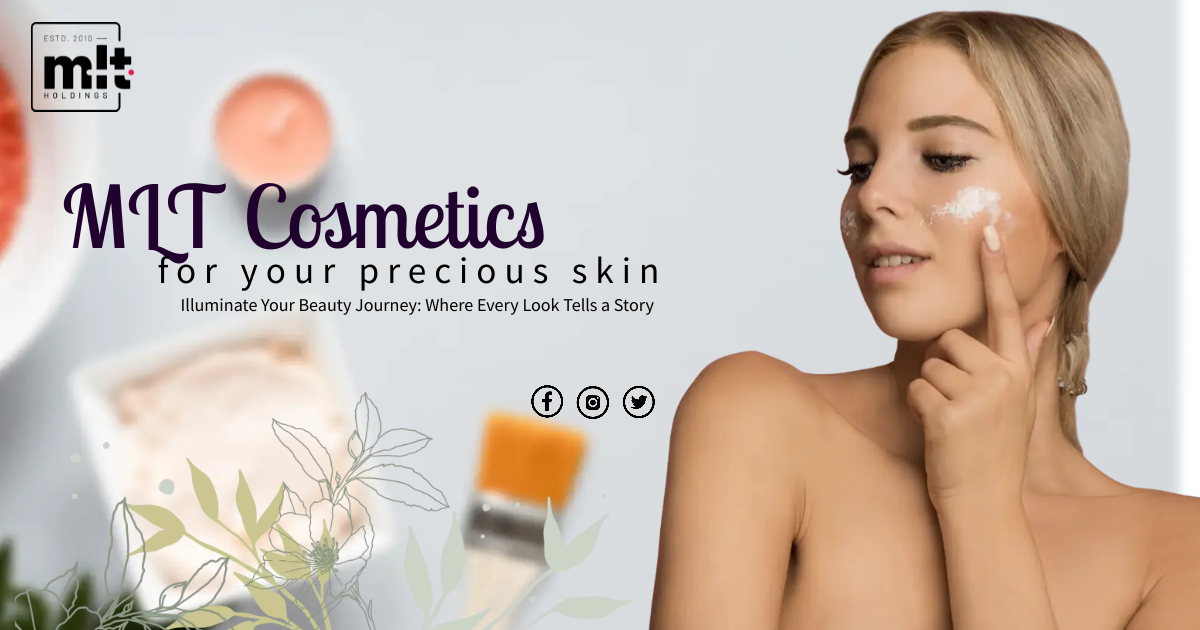 ESTD. 2010
mlt
HOLDINGS
MLT Cosmetics
for your precious skin
Illuminate Your Beauty Journey: Where Every Look Tells a Story